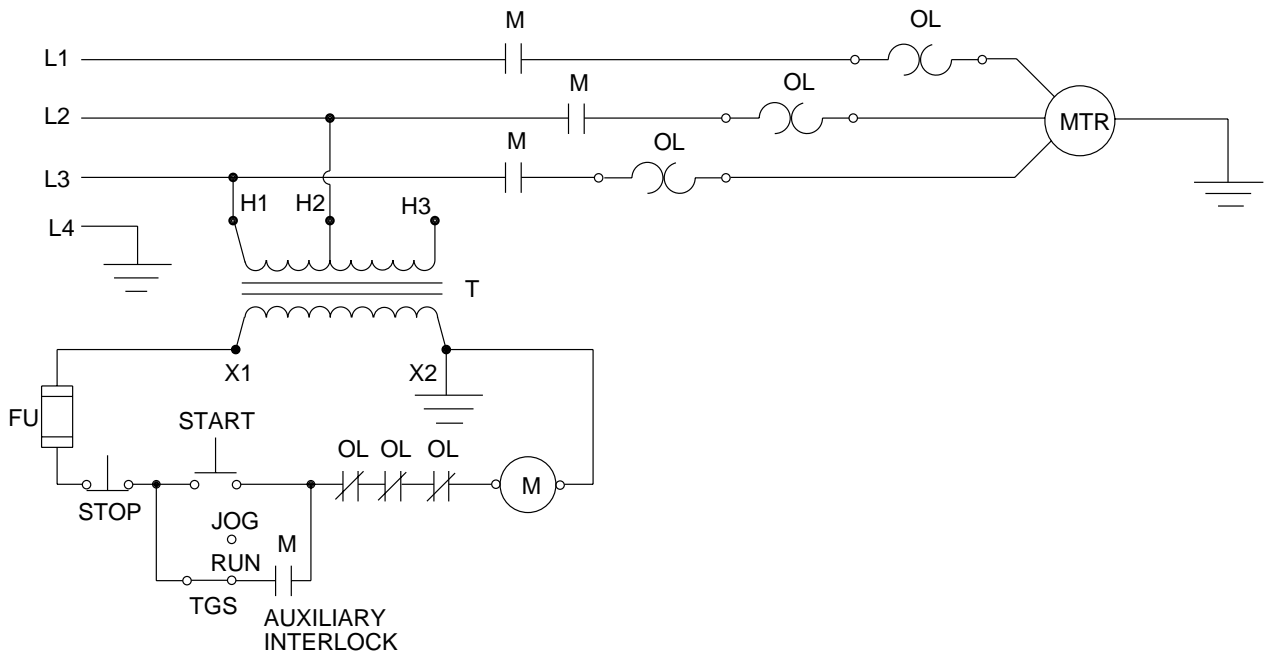 M
OL
L1
M
OL
L2
MTR
M
OL
L3
H1 H2 H3
L4
T
X1 X2
FU
START
OL OL OL
M
STOP
JOG
M
RUN
TGS
AUXILIARY
INTERLOCK